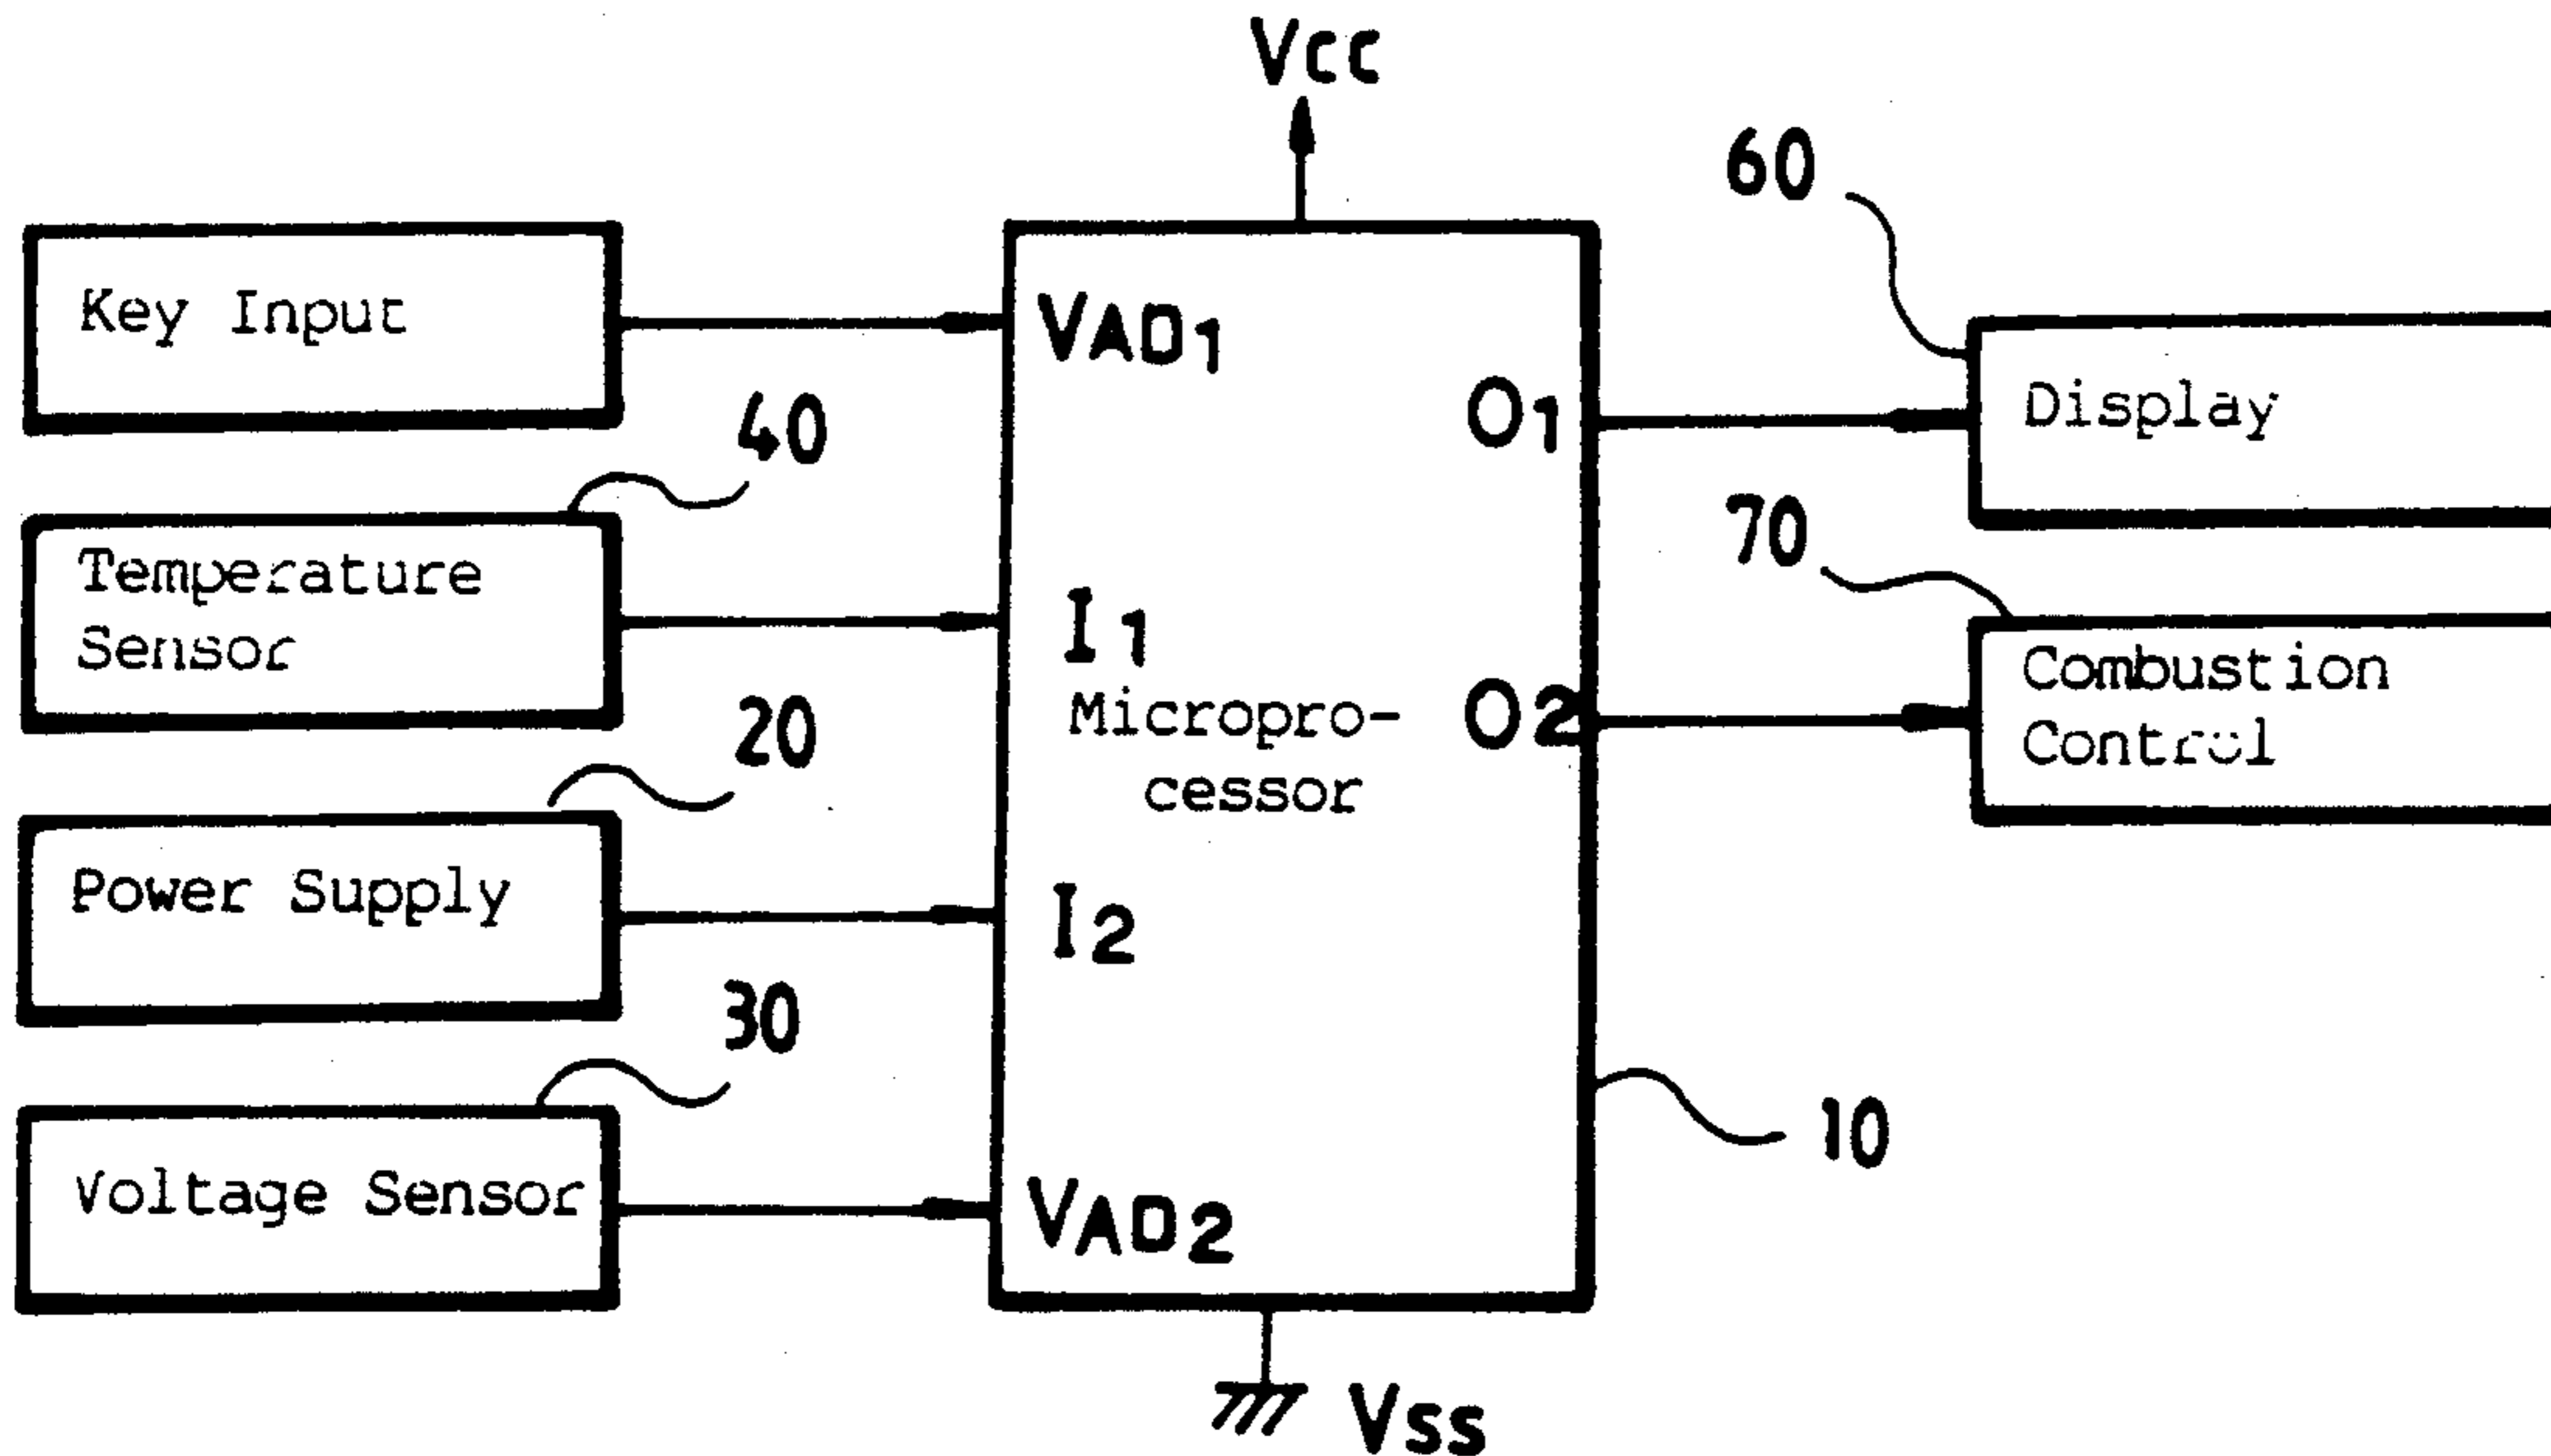 Vcc
60
Key Input
VAD1
Display
O1
40
70
Temperature
Sensor
I1
Combustion
Control
Micropro-
cessor
O2
20
Power Supply
I2
30
10
Voltage Sensor
VAD2
Vss